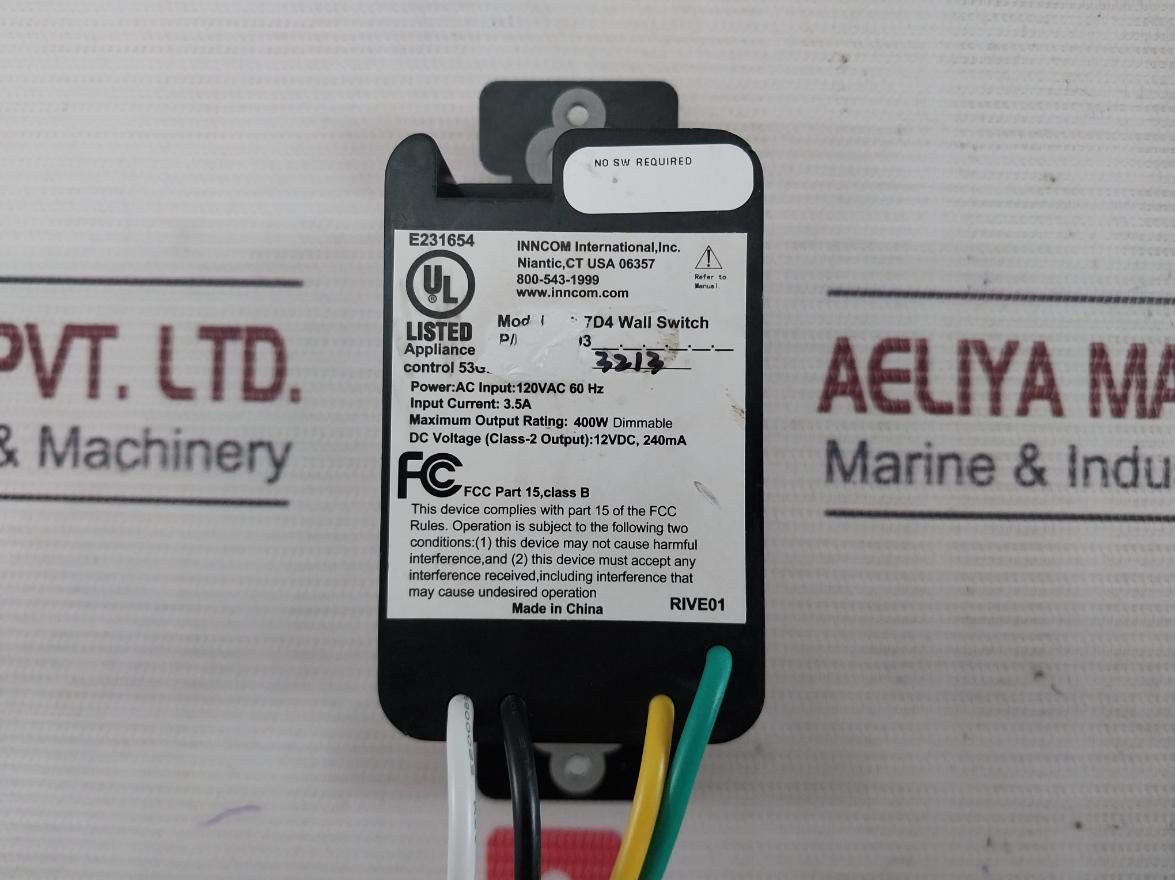 NO SW REQUIRED
E231654
UL
®
LISTED
Appliance
control
INNCOM International,Inc.
Niantic,CT USA 06357
800-543-1999
www.inncom.com
Refer to
Manual.
7D4 Wall Switch
3213
Power:AC Input:120VAC 60 Hz
Input Current: 3.5A
Maximum Output Rating: 400W Dimmable
DC Voltage (Class-2 Output):12VDC, 240mA
FC FCC Part 15,class B
This device complies with part 15 of the FCC
Rules. Operation is subject to the following two
conditions:(1) this device may not cause harmful
interference,and (2) this device must accept any
interference received,including interference that
may cause undesired operation
Made in China
RIVE01
PVT. LTD.
& Machinery
AELIYA MA
Marine & Indu